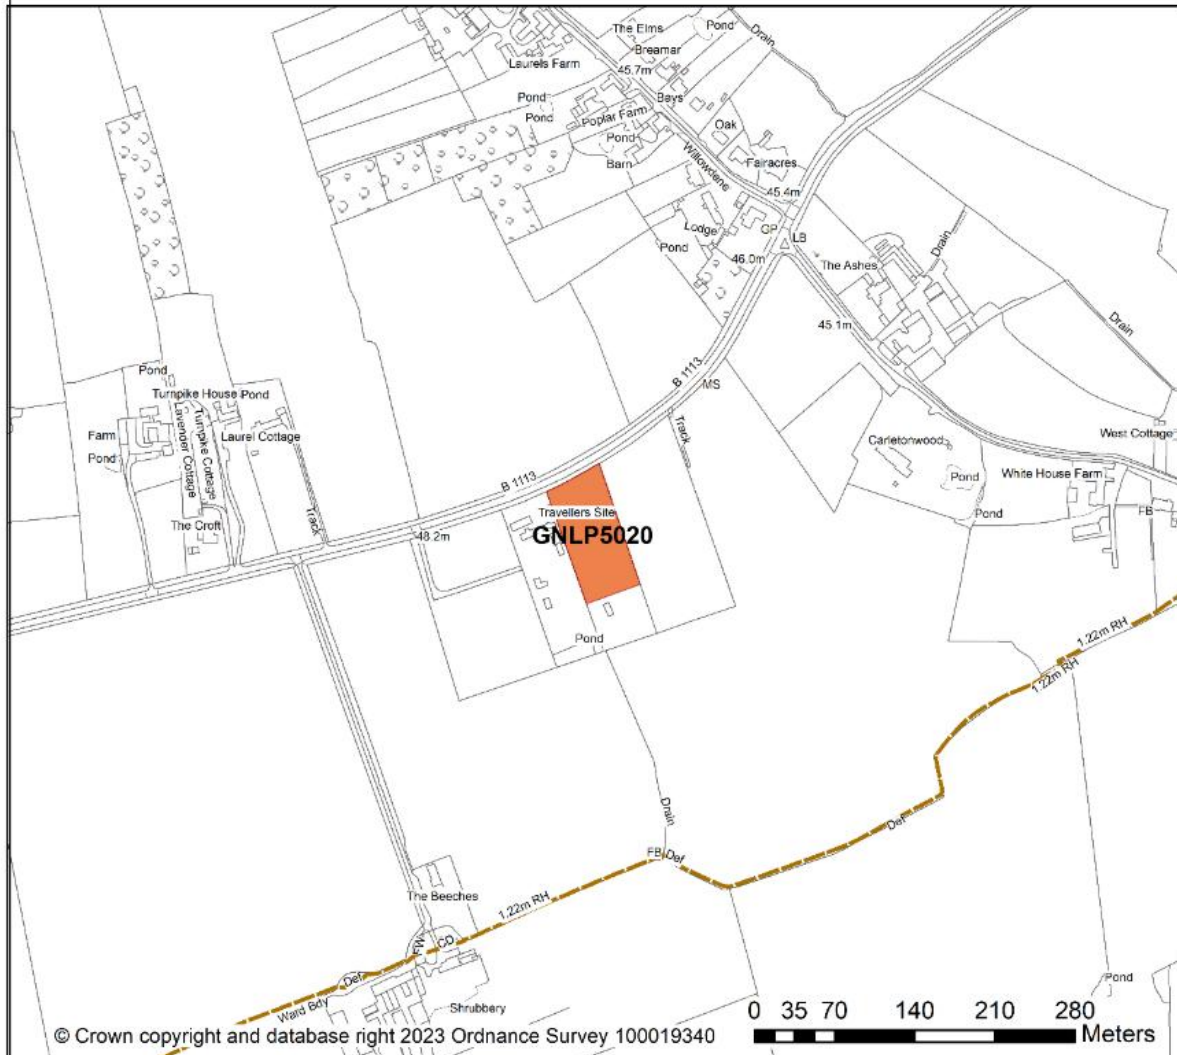 The Elms
Pond
Drain
Breamar
Laurels Farm
45.7m
Pond
Bays
Pond
Poplar Farm
Oak
Pond
Barn
Willowdene
Fairacres
45.4m
Lodge
GP
LB
Pond
46.0m
The Ashes
Drain
45.1m
Drain
Pond
Turnpike House
Pond
B 1113
MS
Farm
Lavender Cottage
Turnpike Cottage
Laurel Cottage
Track
Pond
Carletonwood
West Cottage
White House Farm
Pond
B 1113
Track
The Croft
Travellers Site
GNLP5020
48.2m
Pond
FB
Pond
1.22m RH
1.22m RH
Drain
Def
FB
Def
The Beeches
1.22m RH
FW
CD
Def
Ward Bdy
Shrubbery
Pond
0 35 70 140 210 280
Meters
© Crown copyright and database right 2023 Ordnance Survey 100019340